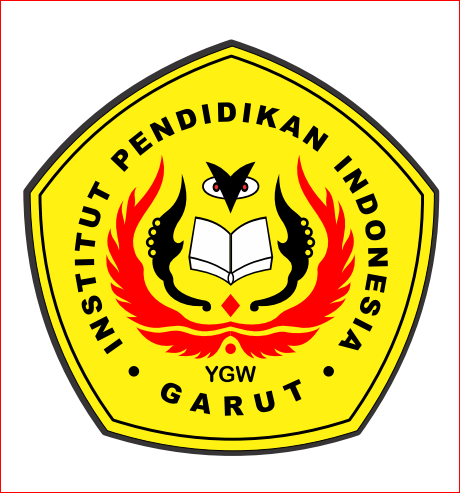 INSTITUT PENDIDIKAN INDONESIA
YGW
• GARUT •